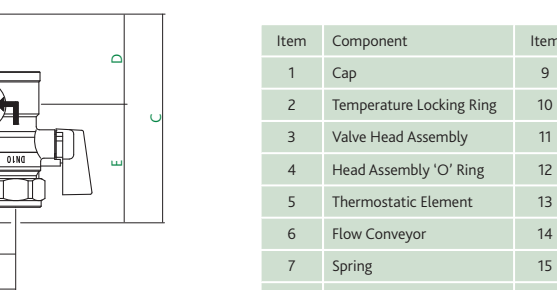 D
C
E
DN10
Item Component Item
1 Cap 9
2 Temperature Locking Ring 10
3 Valve Head Assembly 11
4 Head Assembly ‘O’ Ring 12
5 Thermostatic Element 13
6 Flow Conveyor 14
7 Spring 15